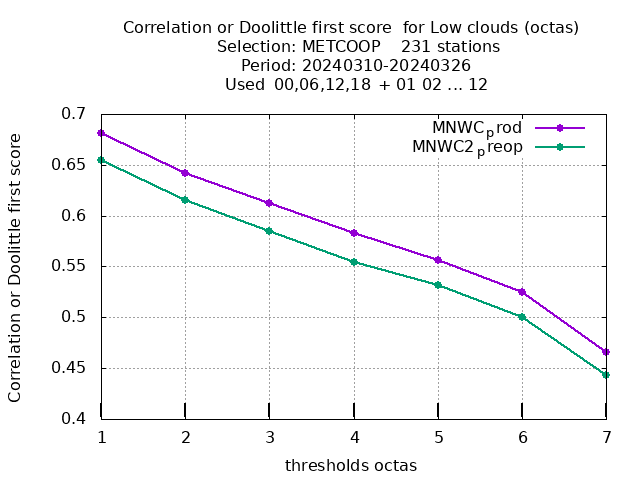 Correlation or Doolittle first score  for Low clouds (octas)
Selection: METCOOP    231 stations
Period: 20240310-20240326
Used  00,06,12,18 + 01 02 ... 12
MNWCprod
MNWC2preop
Correlation or Doolittle first score
0.7
0.65
0.6
0.55
0.5
0.45
0.4
1 2 3 4 5 6 7
thresholds octas